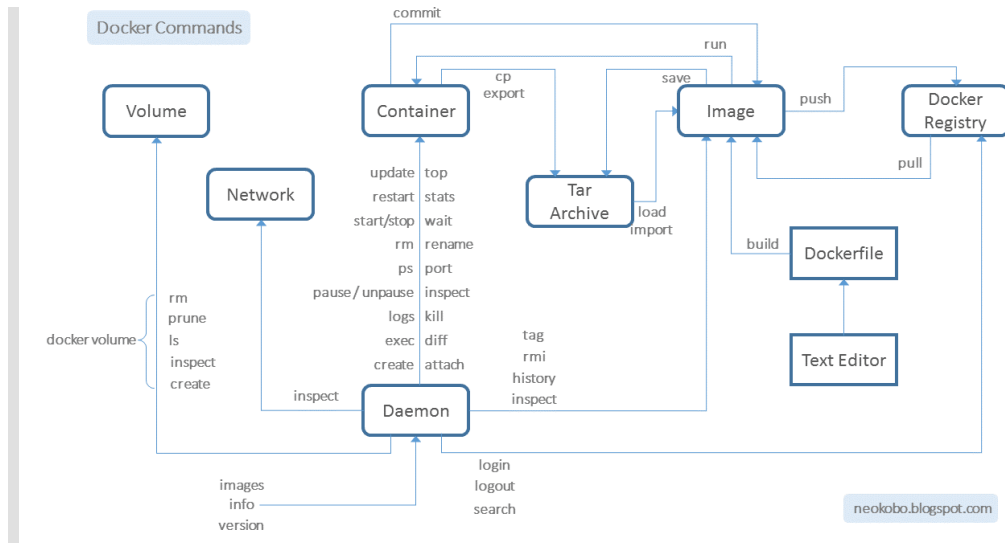 Docker Commands
commit
run
cp
export
save
Volume
Container
Image
push
Docker
Registry
pull
Network
Tar
Archive
load
import
update top
restart stats
start/stop wait
rm rename
ps port
pause / unpause inspect
logs kill
exec diff
create attach
build
Dockerfile
Text Editor
docker volume
rm
prune
ls
inspect
create
tag
rmi
history
inspect
inspect
Daemon
images
info
version
login
logout
search
neokobo.blogspot.com